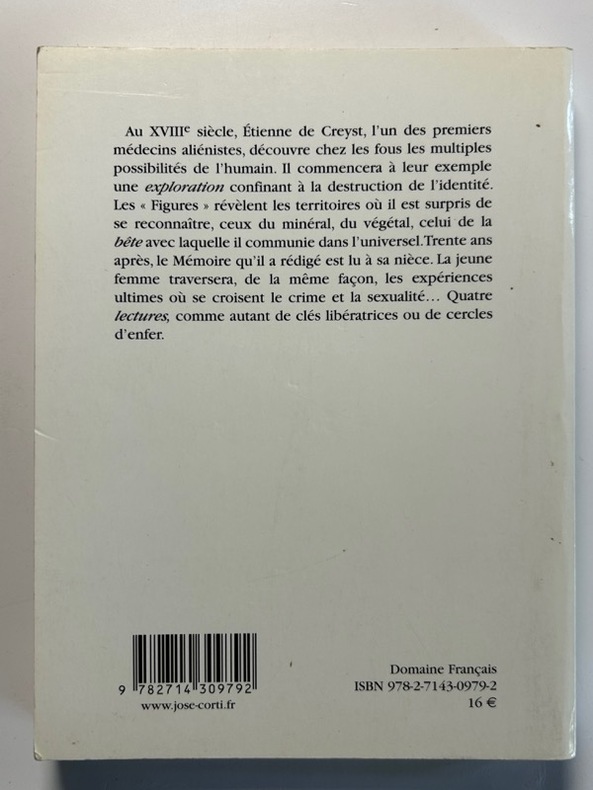 Au XVIIIe siècle, Étienne de Creyst, l'un des premiers
médecins aliénistes, découvre chez les fous les multiples
possibilités de l'humain. Il commencera à leur exemple
une exploration confinant à la destruction de l'identité.
Les « Figures » révèlent les territoires où il est surpris de
se reconnaître, ceux du minéral, du végétal, celui de la
bête avec laquelle il communie dans l'universel.Trente ans
après, le Mémoire qu'il a rédigé est lu à sa nièce. La jeune
femme traversera, de la même façon, les expériences
ultimes où se croisent le crime et la sexualité… Quatre
lectures, comme autant de clés libératrices ou de cercles
d'enfer.
9 782714 309792
www.jose-corti.fr
Domaine Français
ISBN 978-2-7143-0979-2
16 €